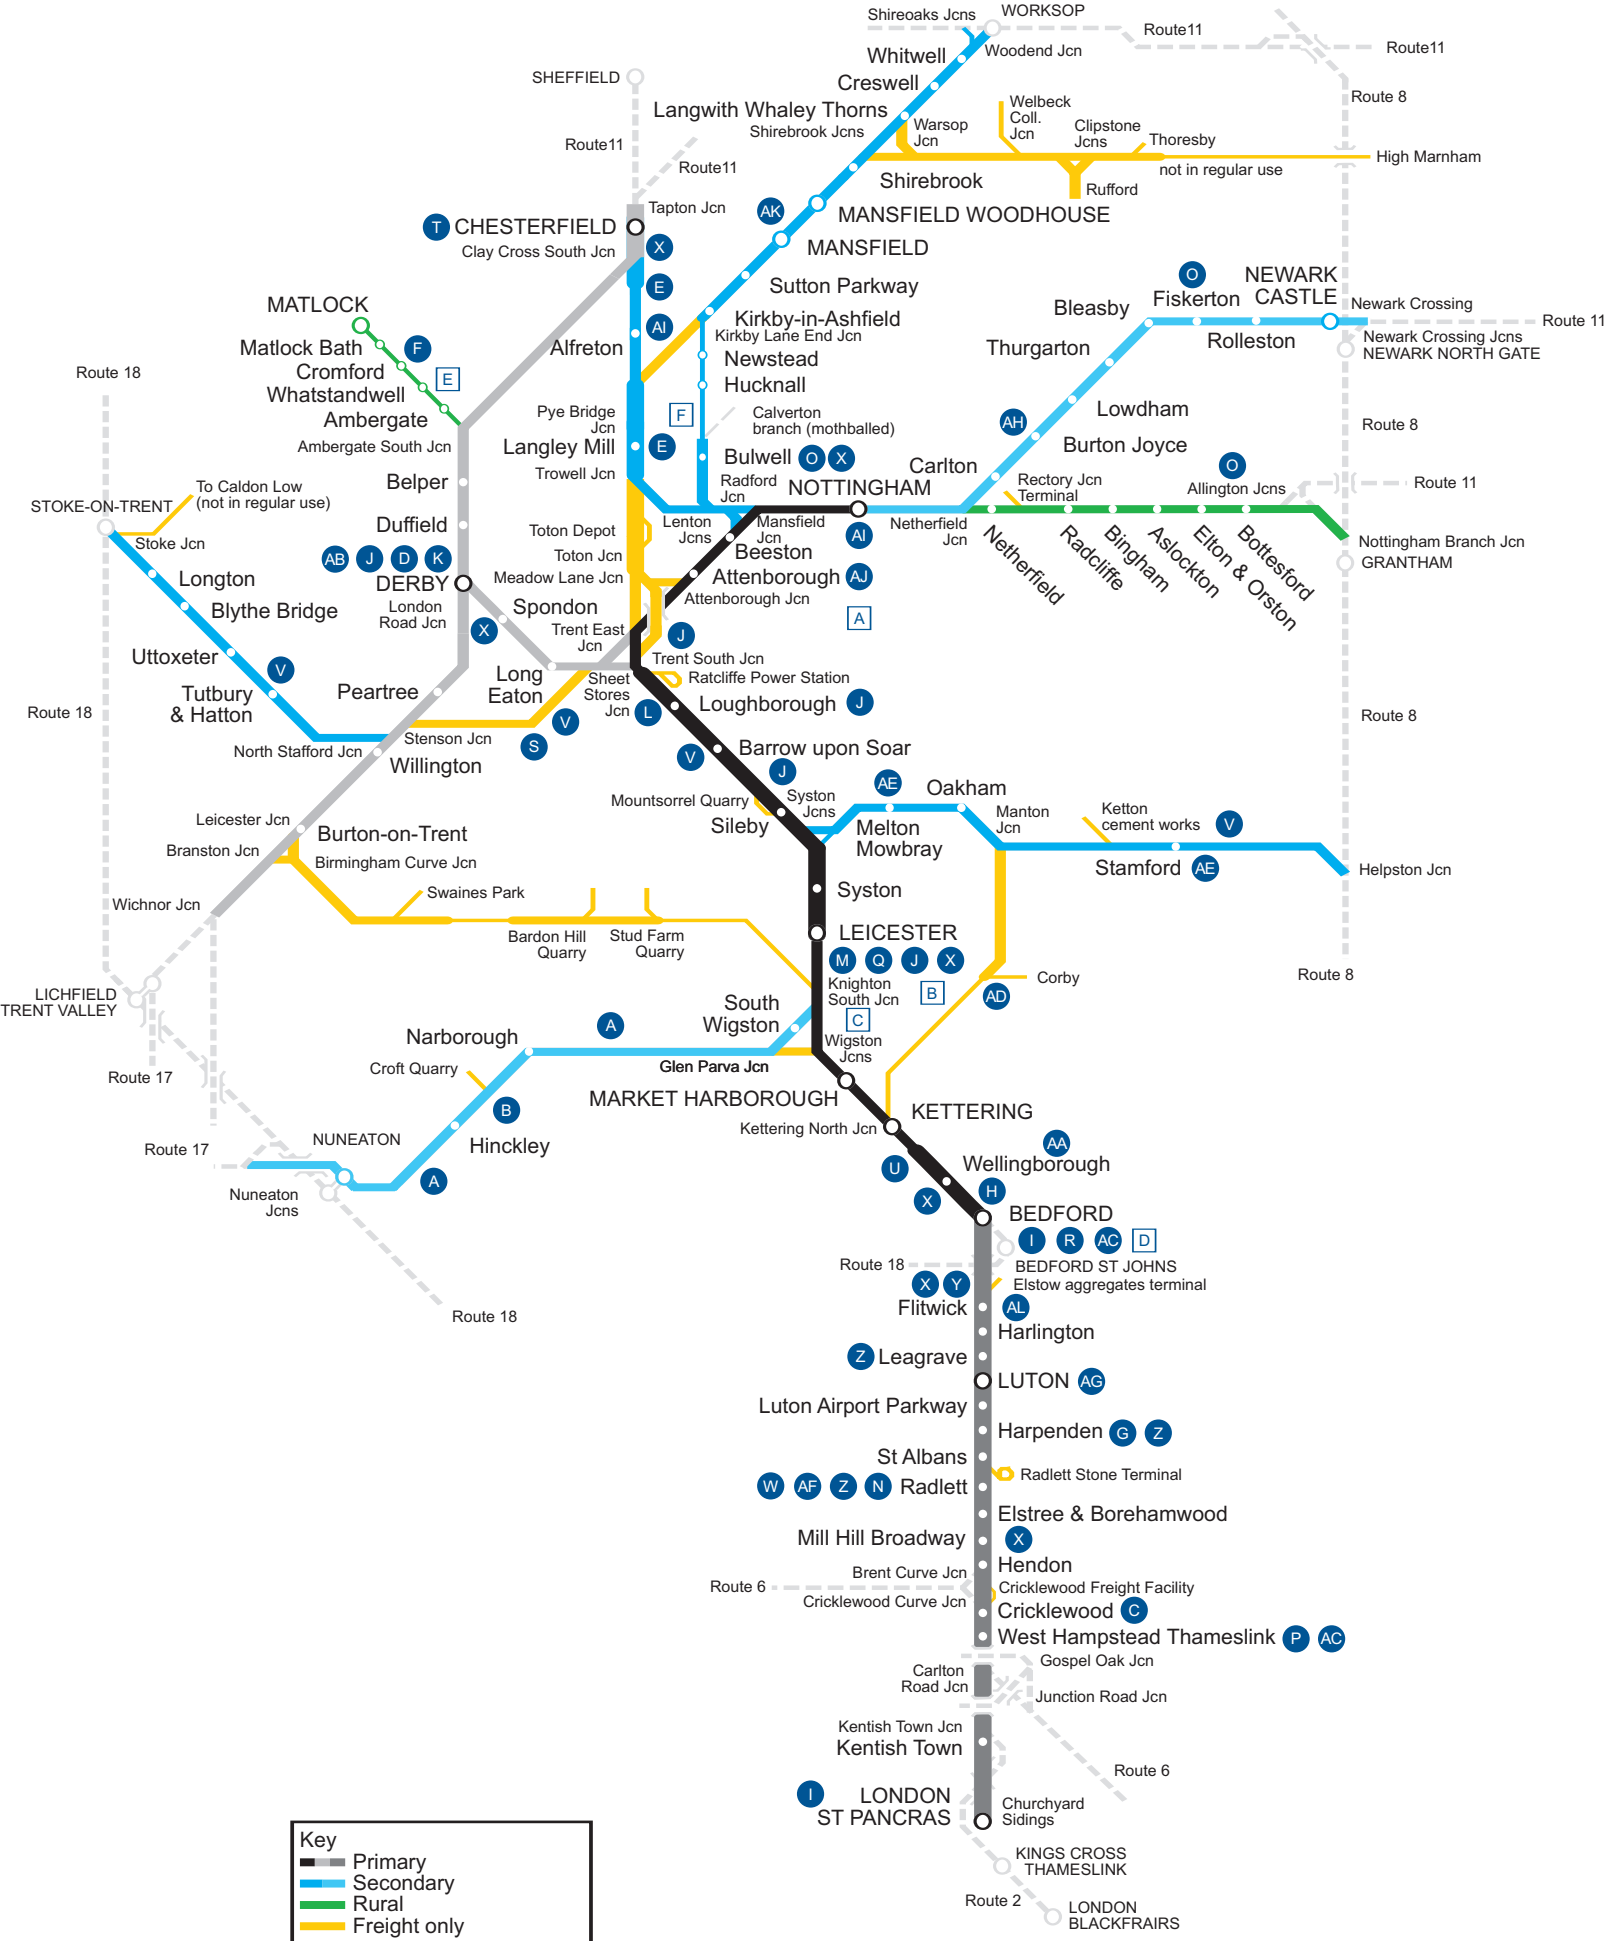 Shireoaks Jcns
WORKSOP
Route11
Route11
Woodend Jcn
Whitwell
Creswell
SHEFFIELD
Route 8
Langwith Whaley Thorns
Shirebrook Jcns
Warsop
Jcn
Welbeck
Coll.
Jcn
Clipstone
Jcns
Thoresby
High Marnham
not in regular use
Rufford
Route11
Route11
Shirebrook
Tapton Jcn
T
CHESTERFIELD
Clay Cross South Jcn
X
E
AI
AK
MANSFIELD WOODHOUSE
MANSFIELD
Sutton Parkway
Kirkby-in-Ashfield
Kirkby Lane End Jcn
Newstead
Hucknall
O
NEWARK
CASTLE
Bleasby
Fiskerton
Newark Crossing
Route 11
Rolleston
Newark Crossing Jcns
NEWARK NORTH GATE
Thurgarton
Lowdham
AH
Burton Joyce
Carlton
Route 8
MATLOCK
Matlock Bath
Cromford
Whatstandwell
Ambergate
Ambergate South Jcn
F
E
Alfreton
Route 18
Pye Bridge
Jcn
Langley Mill
E
Trowell Jcn
F
Calverton
branch (mothballed)
Bulwell
O
X
Radford
Jcn
NOTTINGHAM
Rectory Jcn
Terminal
O
Allington Jcns
Route 11
Belper
Duffield
To Caldon Low
(not in regular use)
STOKE-ON-TRENT
Stoke Jcn
Longton
Blythe Bridge
Uttoxeter
V
Tutbury
& Hatton
AB
J
D
K
DERBY
London
Road Jcn
X
Spondon
Toton Depot
Toton Jcn
Meadow Lane Jcn
Trent East
Jcn
Lenton
Jcns
Mansfield
Jcn
Beeston
AI
Attenborough
AJ
Attenborough Jcn
A
J
Netherfield
Jcn
Netherfield
Radcliffe
Bingham
Aslockton
Elton & Orston
Bottesford
Nottingham Branch Jcn
GRANTHAM
Long
Eaton
Sheet
Stores
Jcn
Trent South Jcn
Ratcliffe Power Station
L
Loughborough
J
Peartree
Stenson Jcn
V
S
North Stafford Jcn
Willington
Route 18
Route 8
V
Barrow upon Soar
J
Mountsorrel Quarry
Sileby
Syston
Jcns
AE
Melton
Mowbray
Oakham
Manton
Jcn
Ketton
cement works
V
Stamford
AE
Helpston Jcn
Leicester Jcn
Burton-on-Trent
Branston Jcn
Birmingham Curve Jcn
Swaines Park
Wichnor Jcn
Bardon Hill
Quarry
Stud Farm
Quarry
Syston
LEICESTER
M
Q
J
X
Knighton
South Jcn
B
C
Wigston
Jcns
Corby
AD
Route 8
LICHFIELD
TRENT VALLEY
Route 17
South
Wigston
A
Narborough
Glen Parva Jcn
Croft Quarry
B
Hinckley
A
NUNEATON
Route 17
Nuneaton
Jcns
Route 18
MARKET HARBOROUGH
KETTERING
Kettering North Jcn
AA
U
Wellingborough
X
H
BEDFORD
I
R
AC
D
Route 18
BEDFORD ST JOHNS
Elstow aggregates terminal
X
Y
Flitwick
AL
Harlington
Z
Leagrave
LUTON
AG
Luton Airport Parkway
Harpenden
G
Z
St Albans
Radlett Stone Terminal
W
AF
Z
N
Radlett
Elstree & Borehamwood
Mill Hill Broadway
X
Hendon
Brent Curve Jcn
Route 6
Cricklewood Freight Facility
Cricklewood Curve Jcn
Cricklewood
C
West Hampstead Thameslink
P
AC
Gospel Oak Jcn
Carlton
Road Jcn
Junction Road Jcn
Kentish Town Jcn
Kentish Town
Route 6
I
LONDON
ST PANCRAS
Churchyard
Sidings
KINGS CROSS
THAMESLINK
Route 2
LONDON
BLACKFRAIRS
Key
Primary
Secondary
Rural
Freight only